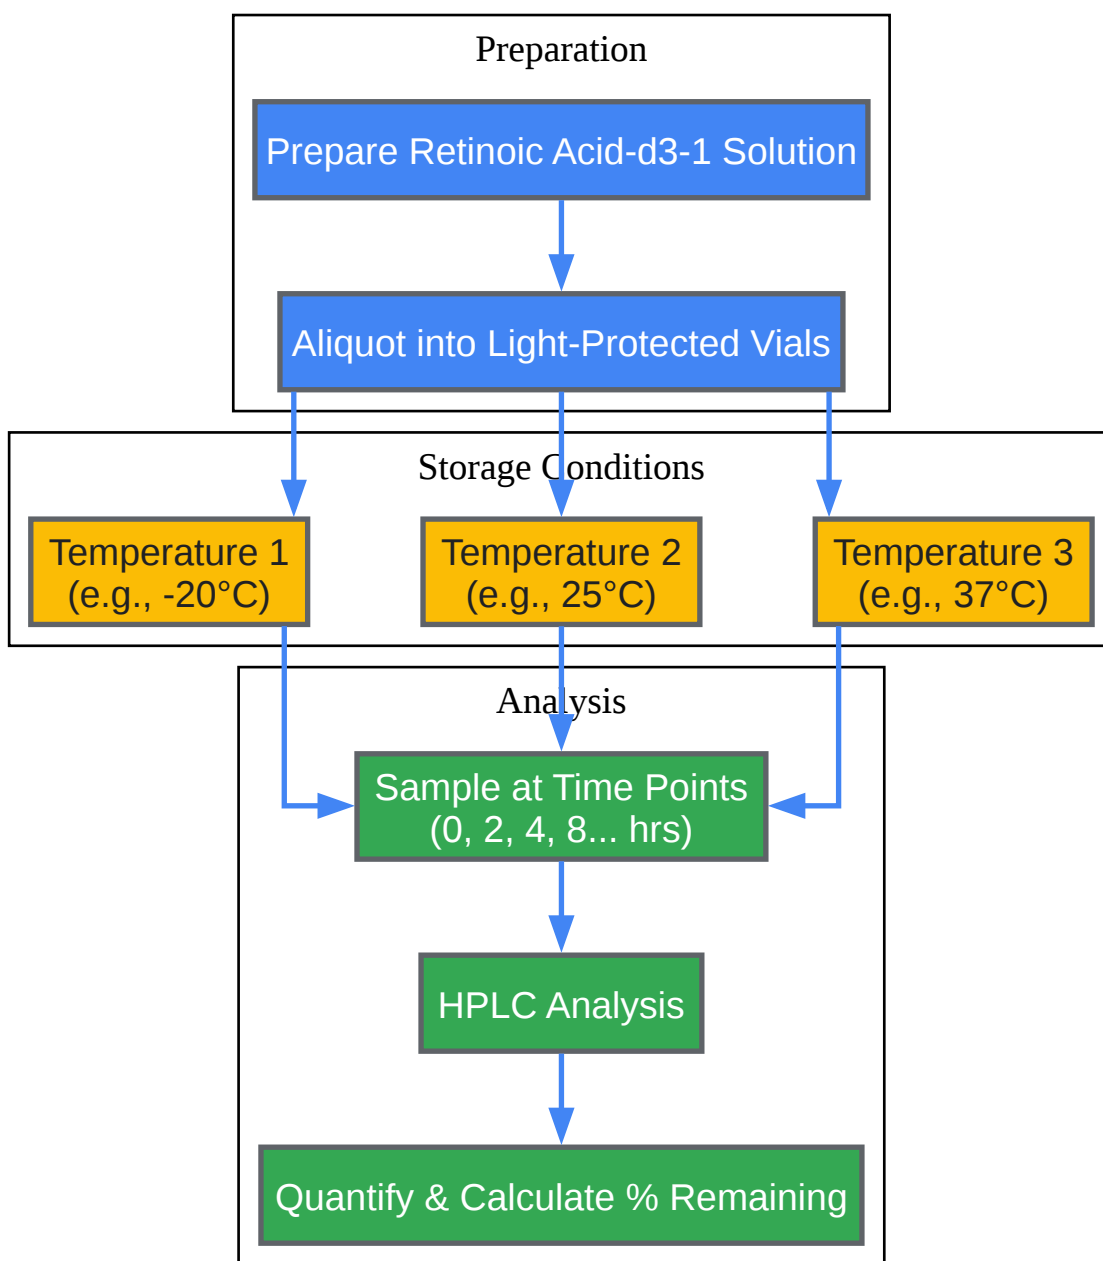 Preparation
Prepare Retinoic Acid-d3-1 Solution
Aliquot into Light-Protected Vials
Storage Conditions
Temperature 1
(e.g., -20°C)
Temperature 2
(e.g., 25°C)
Temperature 3
(e.g., 37°C)
Analysis
Sample at Time Points
(0, 2, 4, 8... hrs)
HPLC Analysis
Quantify & Calculate % Remaining